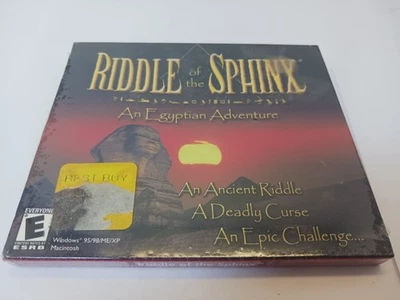 RIDDLE of the SPHINX
An Egyptian Adventure
BEST BUY
An Ancient Riddle
A Deadly Curse
An Epic Challenge....
EVERYONE
E
ESRB
Windows® 95/98/ME/XP
Macintosh
Riddle of the Sphinx